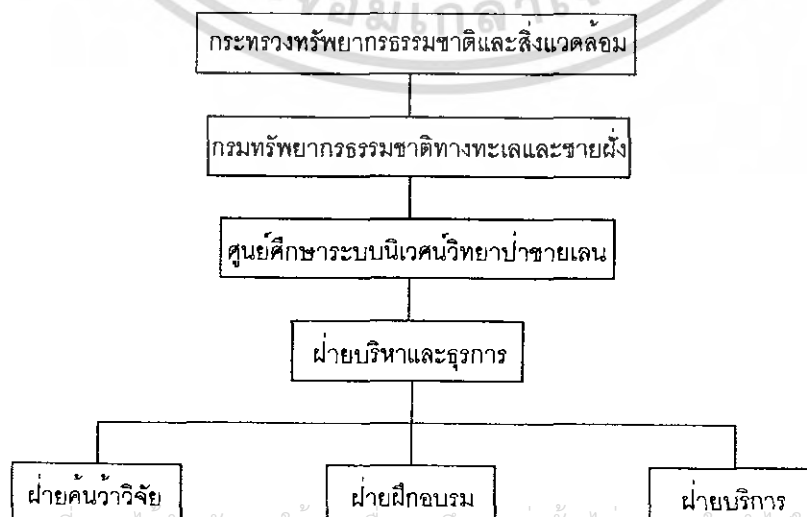 กระทรวงทรัพยากรธรรมชาติและสิ่งแวดล้อม
กรมทรัพยากรธรรมชาติทางทะเลและชายฝั่ง
ศูนย์ศึกษาระบบนิเวศน์วิทยาป่าชายเลน
ฝ่ายบริหาและธุรการ
ฝ่ายค้นว้าวิจัย ฝ่ายฝึกอบรม ฝ่ายบริการ